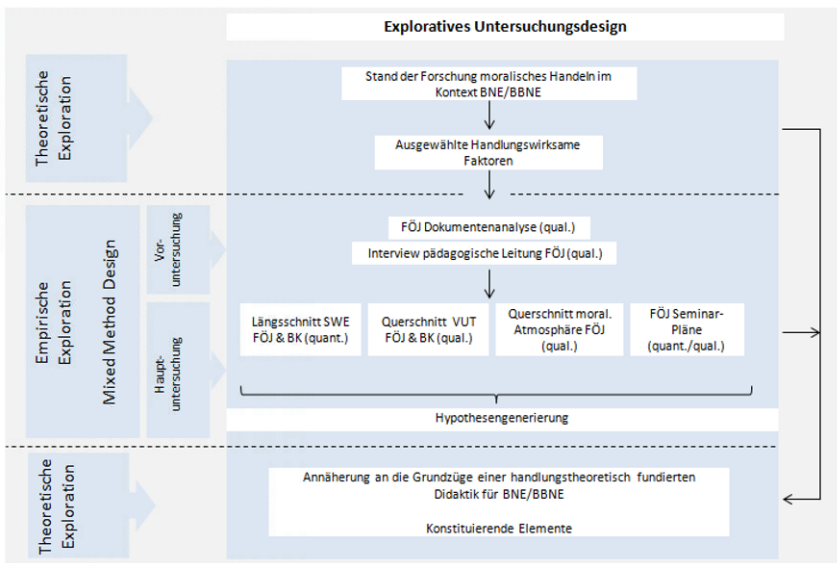 Exploratives Untersuchungsdesign
Theoretische
Exploration
Stand der Forschung moralisches Handeln im
Kontext BNE/BBNE
Ausgewählte Handlungswirksame
Faktoren
Empirische
Exploration
Mixed Method Design
Vor-
untersuchung
FÖJ Dokumentenanalyse (qual.)
Interview pädagogische Leitung FÖJ (qual.)
Haupt-
untersuchung
Längsschnitt SWE
FÖJ & BK (quant.)
Querschnitt VUT
FÖJ & BK (qual.)
Querschnitt moral.
Atmosphäre FÖJ
(qual.)
FÖJ Seminar-
Pläne
(quant./qual.)
Hypothesengenerierung
Theoretische
Exploration
Annäherung an die Grundzüge einer handlungstheoretisch fundierten
Didaktik für BNE/BBNE
Konstituierende Elemente